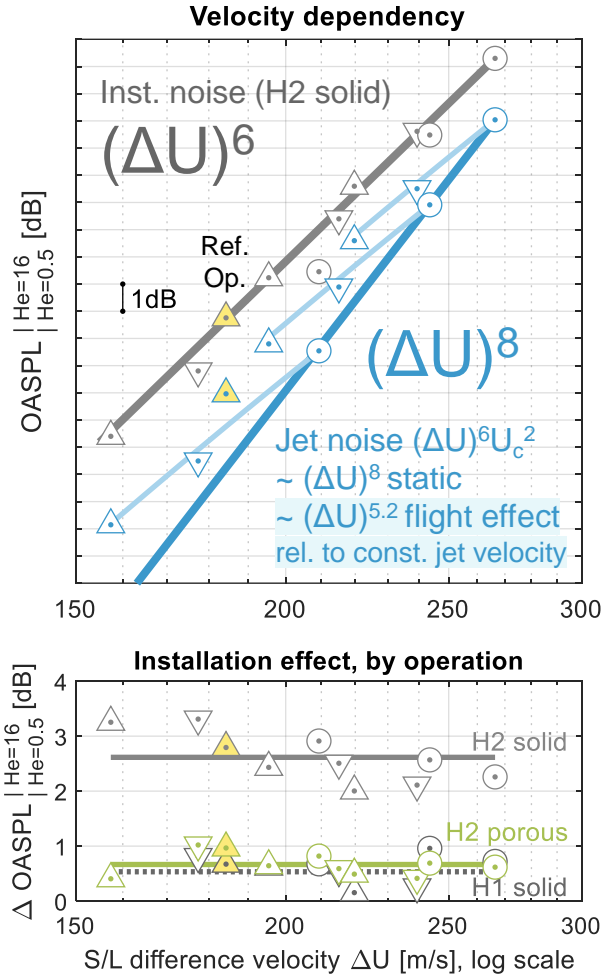 Velocity dependency
Inst. noise (H2 solid)
(ΔU)^6
Ref.
Op.
1dB
(ΔU)^8
Jet noise (ΔU)^6U_c^2
~ (ΔU)^8 static
~ (ΔU)^5.2 flight effect
rel. to const. jet velocity
OASPL |He=16 |He=0.5 [dB]
150 200 250 300
Installation effect, by operation
4
3
2
1
0
H2 solid
H2 porous
H1 solid
Δ OASPL |He=16 |He=0.5 [dB]
150 200 250 300
S/L difference velocity ΔU [m/s], log scale